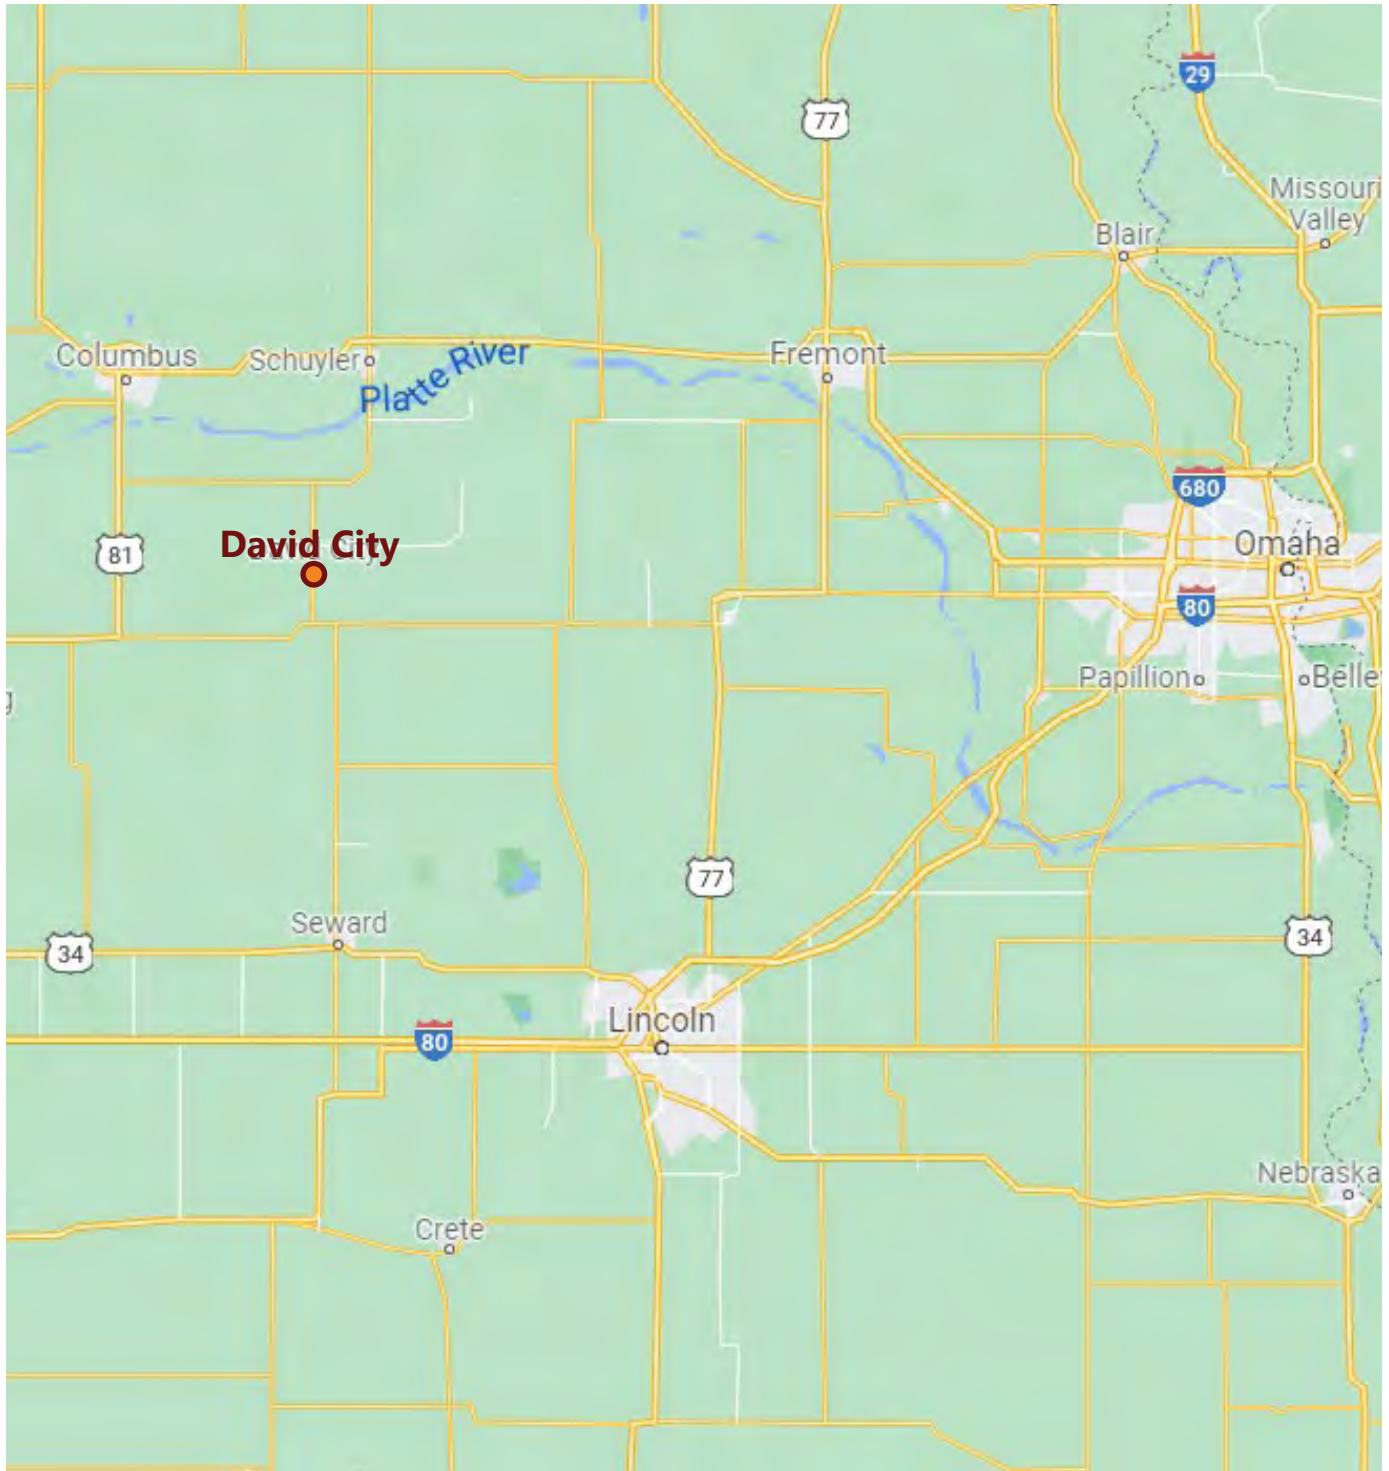 29
77
Missouri
Valley
Blair
Columbus
Schuyler
Platte River
Fremont
680
David City
81
Omaha
80
Papillion
Belle
77
Seward
34
34
Lincoln
80
Nebraska
Crete